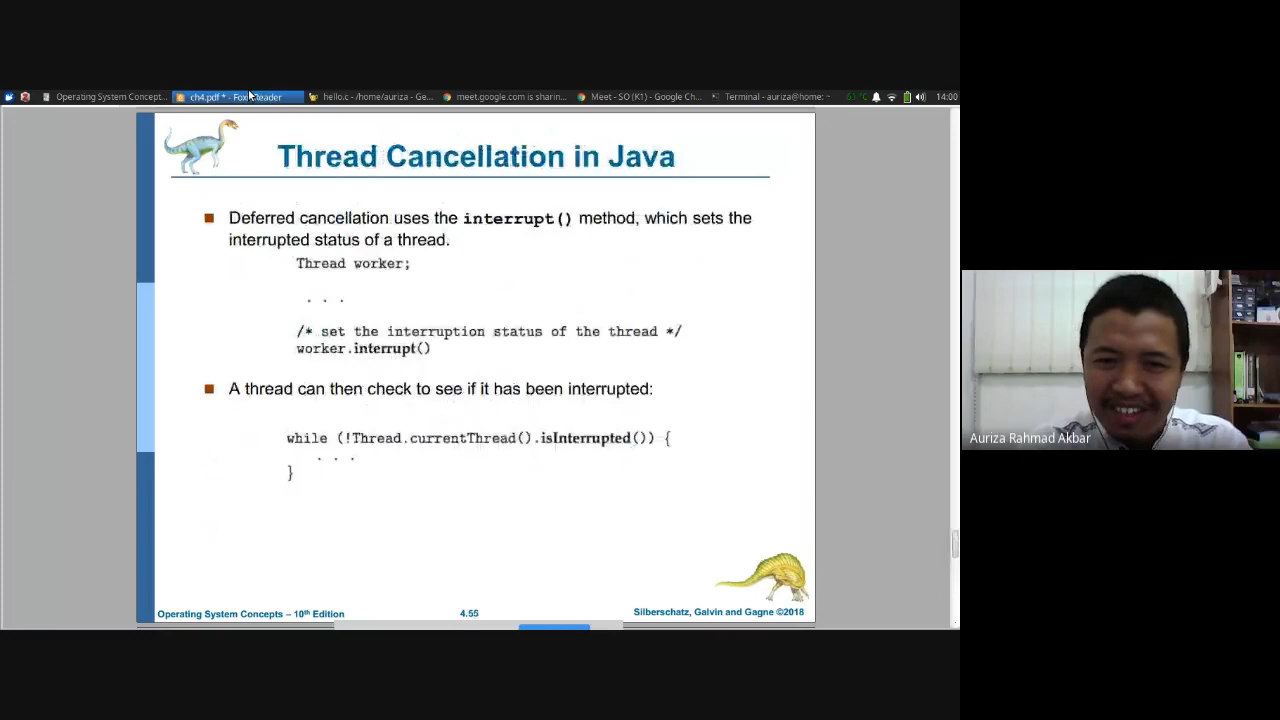 Operating System Concept... ch4.pdf * - Foxit Reader hello.c - /home/auriza - Ge... meet.google.com is sharin... Meet - SO (K1) - Google Ch... Terminal - auriza@home: ~ 14:00
Thread Cancellation in Java
■ Deferred cancellation uses the interrupt() method, which sets the
interrupted status of a thread.
Thread worker;
. . .
/* set the interruption status of the thread */
worker.interrupt()
■ A thread can then check to see if it has been interrupted:
while (!Thread.currentThread().isInterrupted()) {
. . .
}
Operating System Concepts – 10th Edition 4.55 Silberschatz, Galvin and Gagne ©2018
Auriza Rahmad Akbar